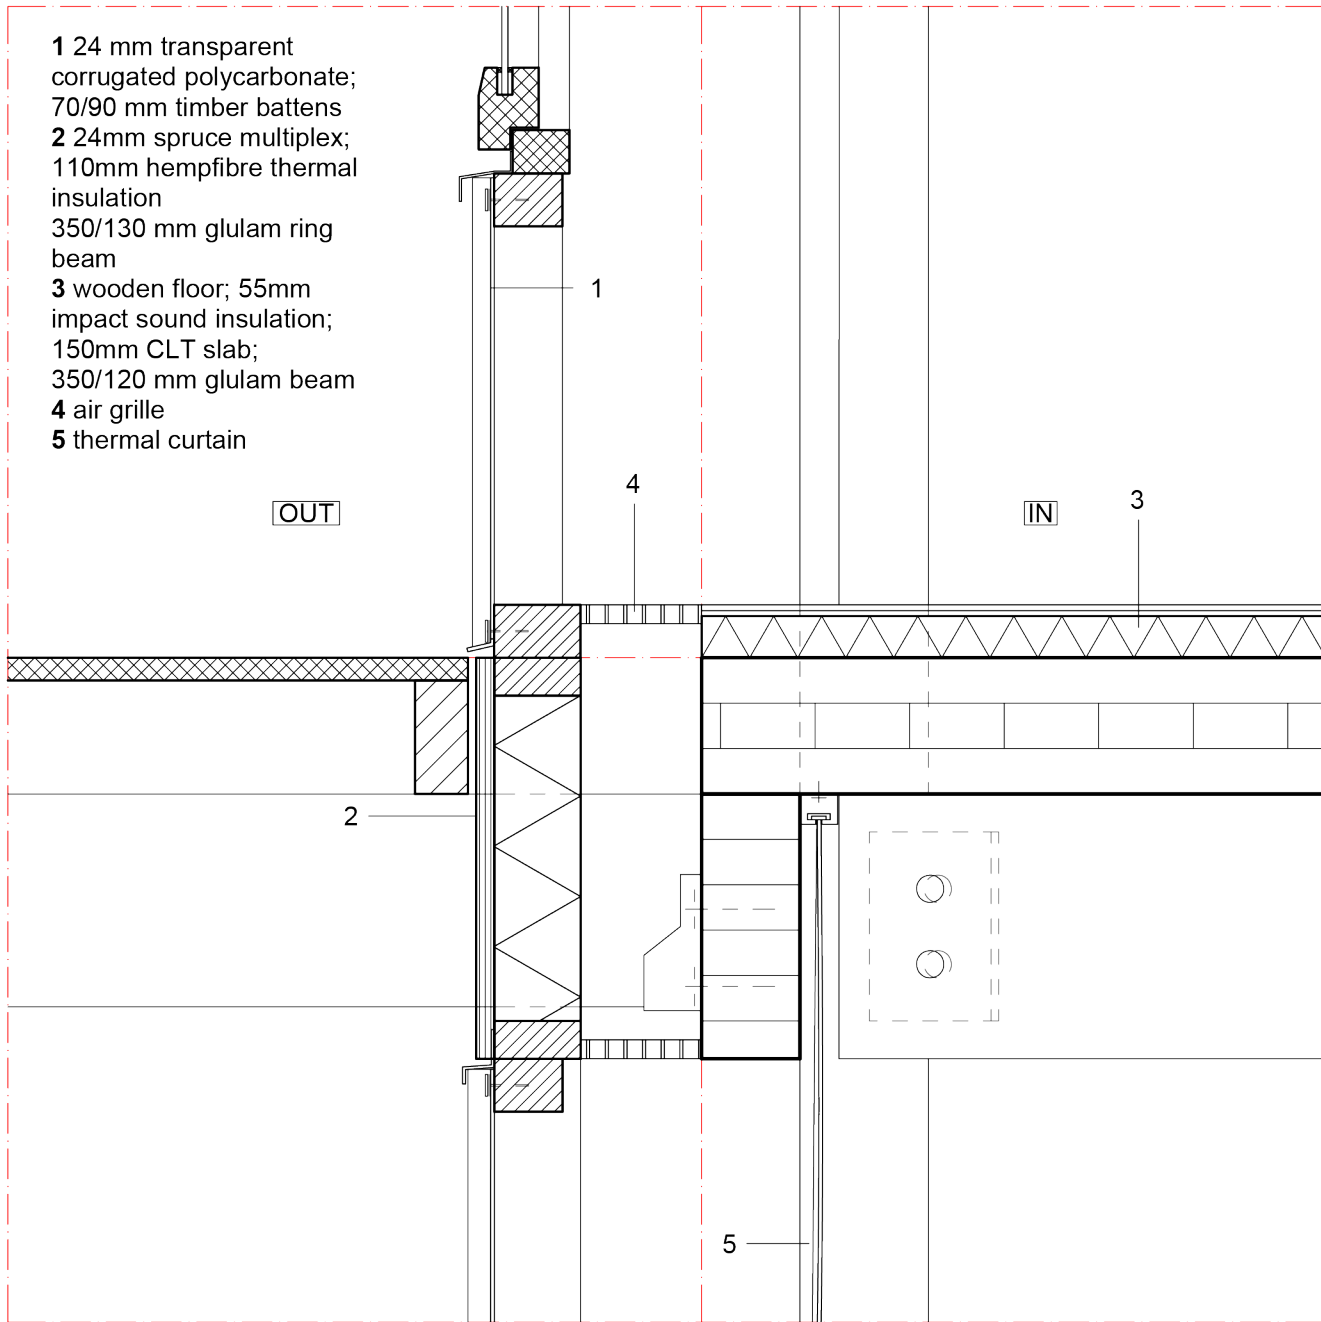 1 24 mm transparent
corrugated polycarbonate;
70/90 mm timber battens
2 24mm spruce multiplex;
110mm hempfibre thermal
insulation
350/130 mm glulam ring
beam
3 wooden floor; 55mm
impact sound insulation;
150mm CLT slab;
350/120 mm glulam beam
4 air grille
5 thermal curtain
1
4
3
OUT
IN
2
5